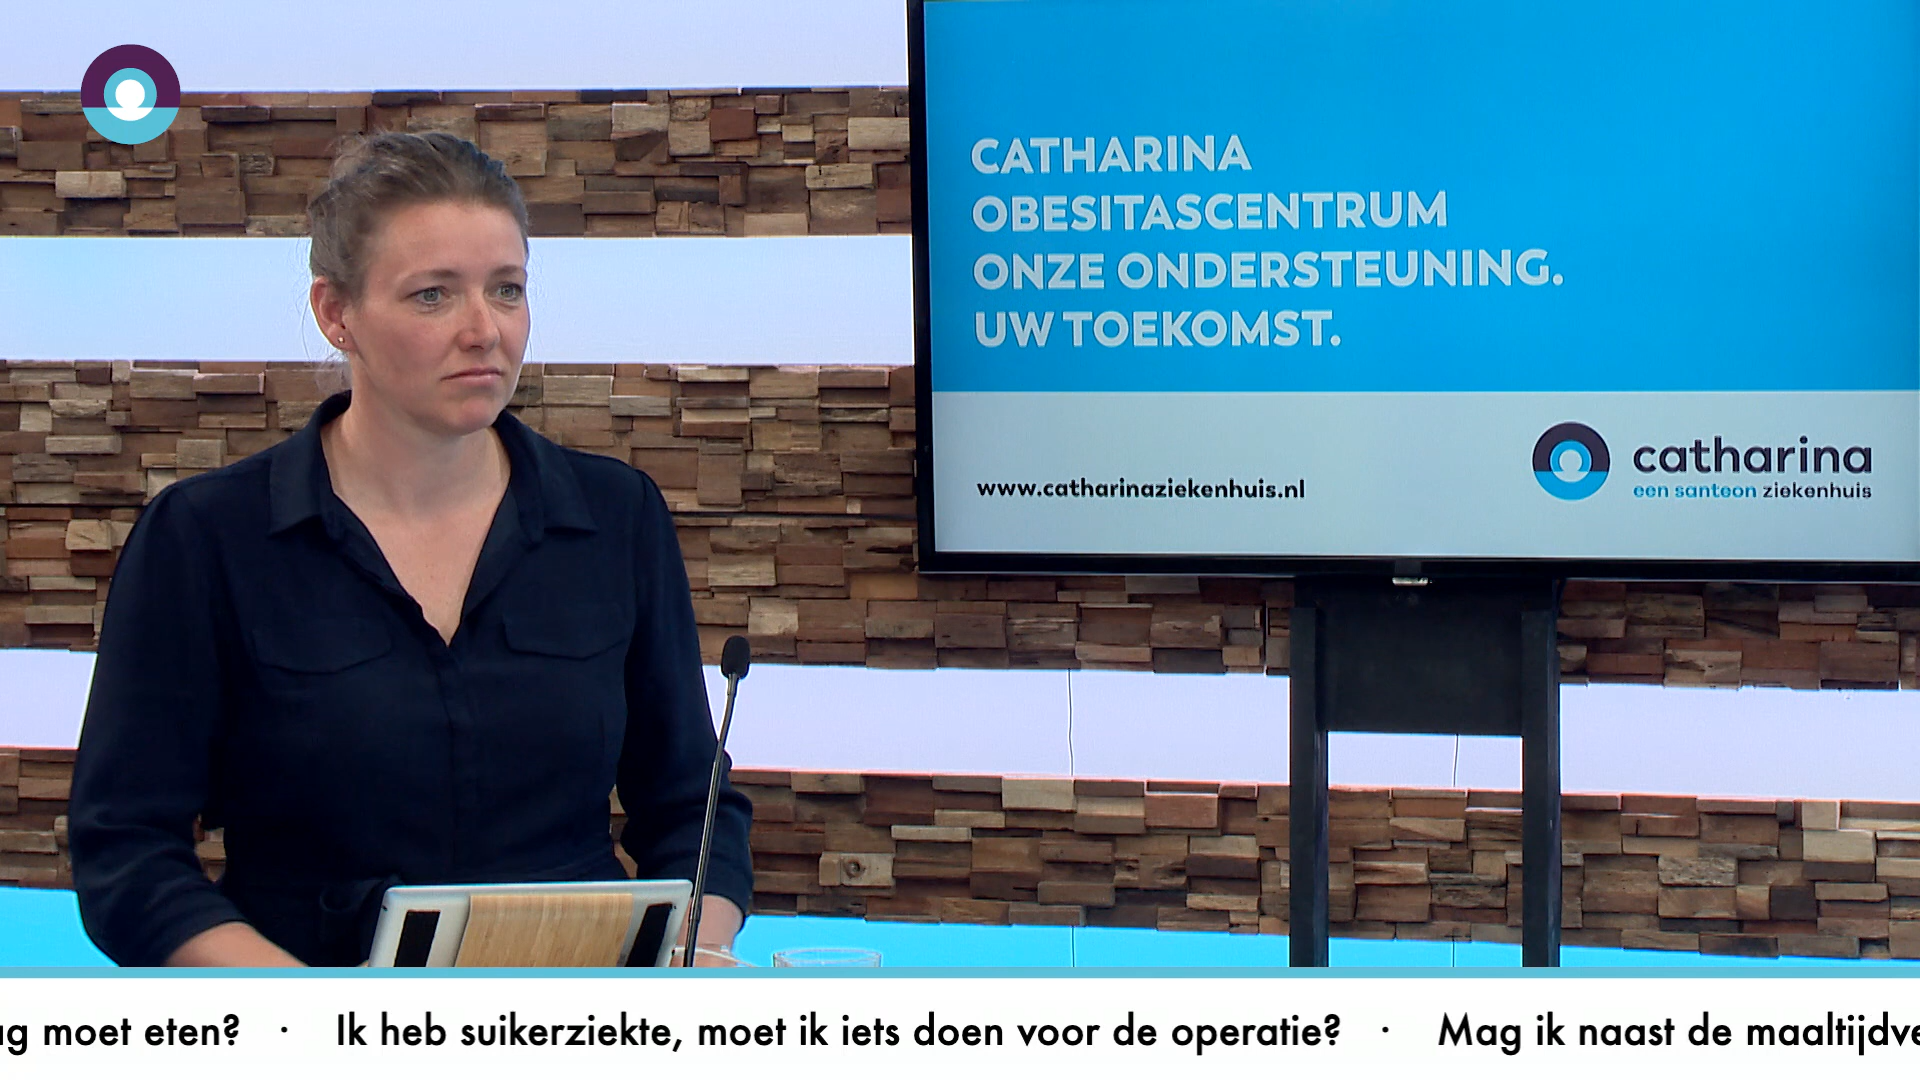 CATHARINA
OBESITASCENTRUM
ONZE ONDERSTEUNING.
UW TOEKOMST.
www.catharinaziekenhuis.nl
catharina
een santeon ziekenhuis
moet eten? · Ik heb suikerziekte, moet ik iets doen voor de operatie? · Mag ik naast de